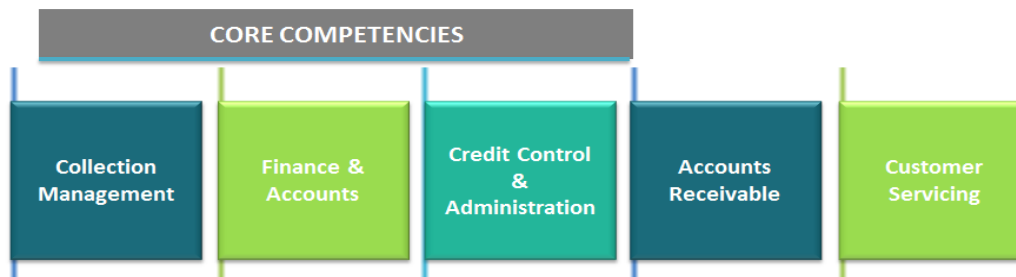 CORE COMPETENCIES
Collection
Management
Finance &
Accounts
Credit Control
&
Administration
Accounts
Receivable
Customer
Servicing